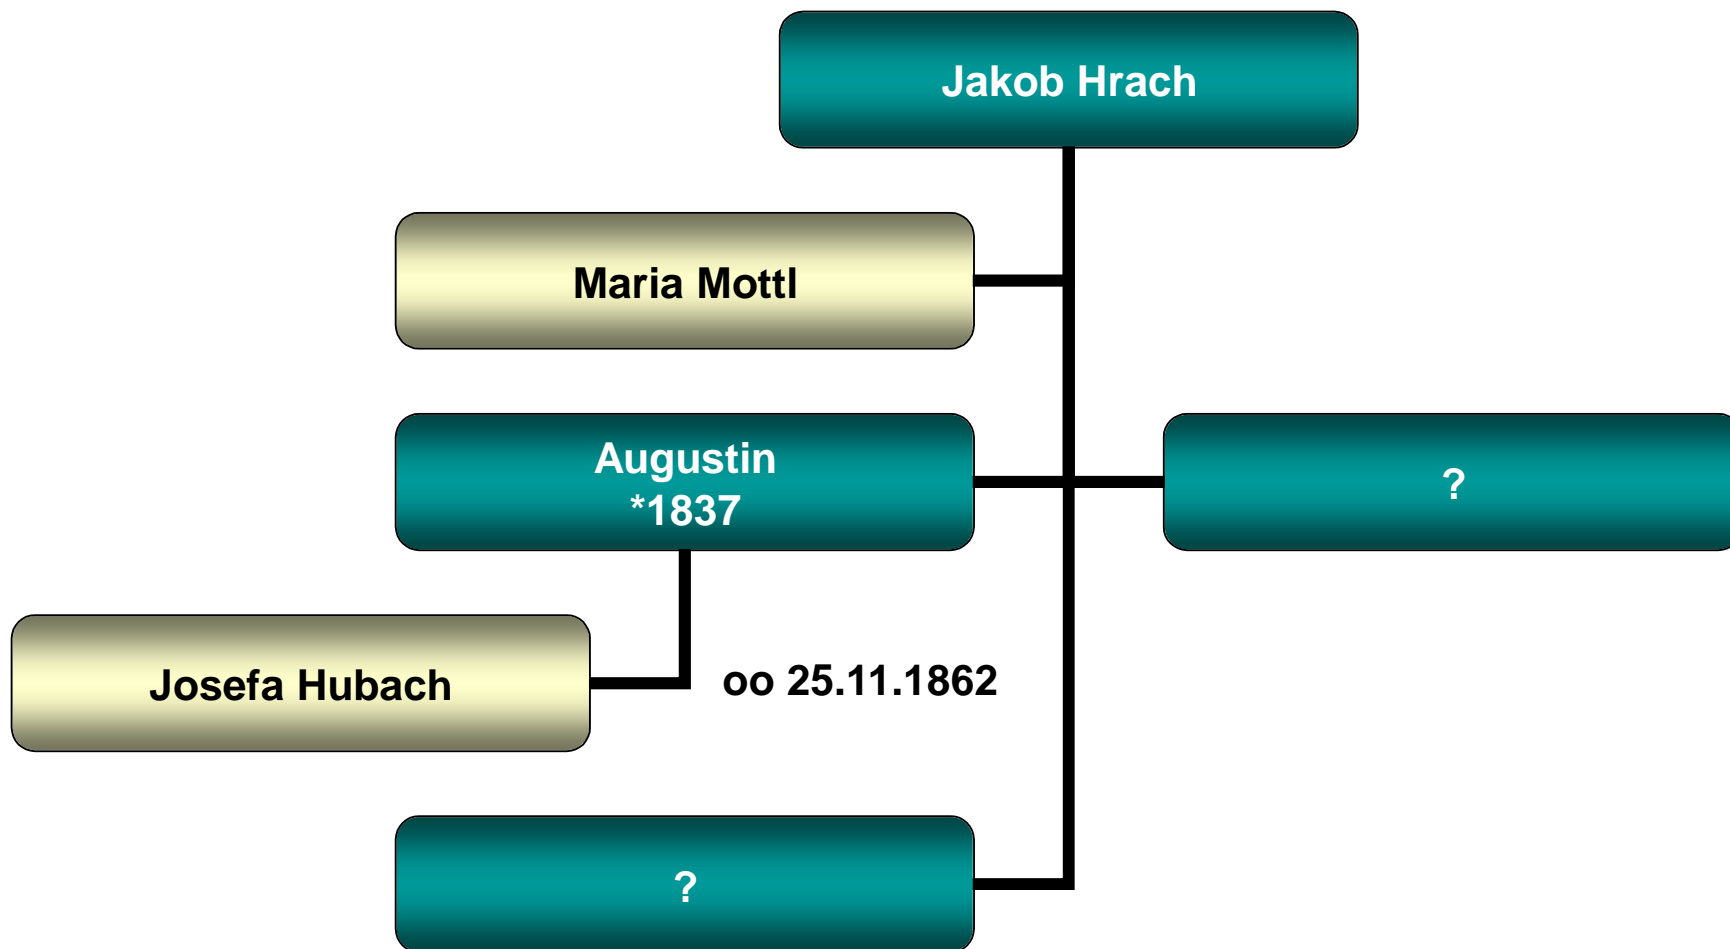 Jakob Hrach
Maria Mottl
Augustin
*1837
?
Josefa Hubach
oo 25.11.1862
?